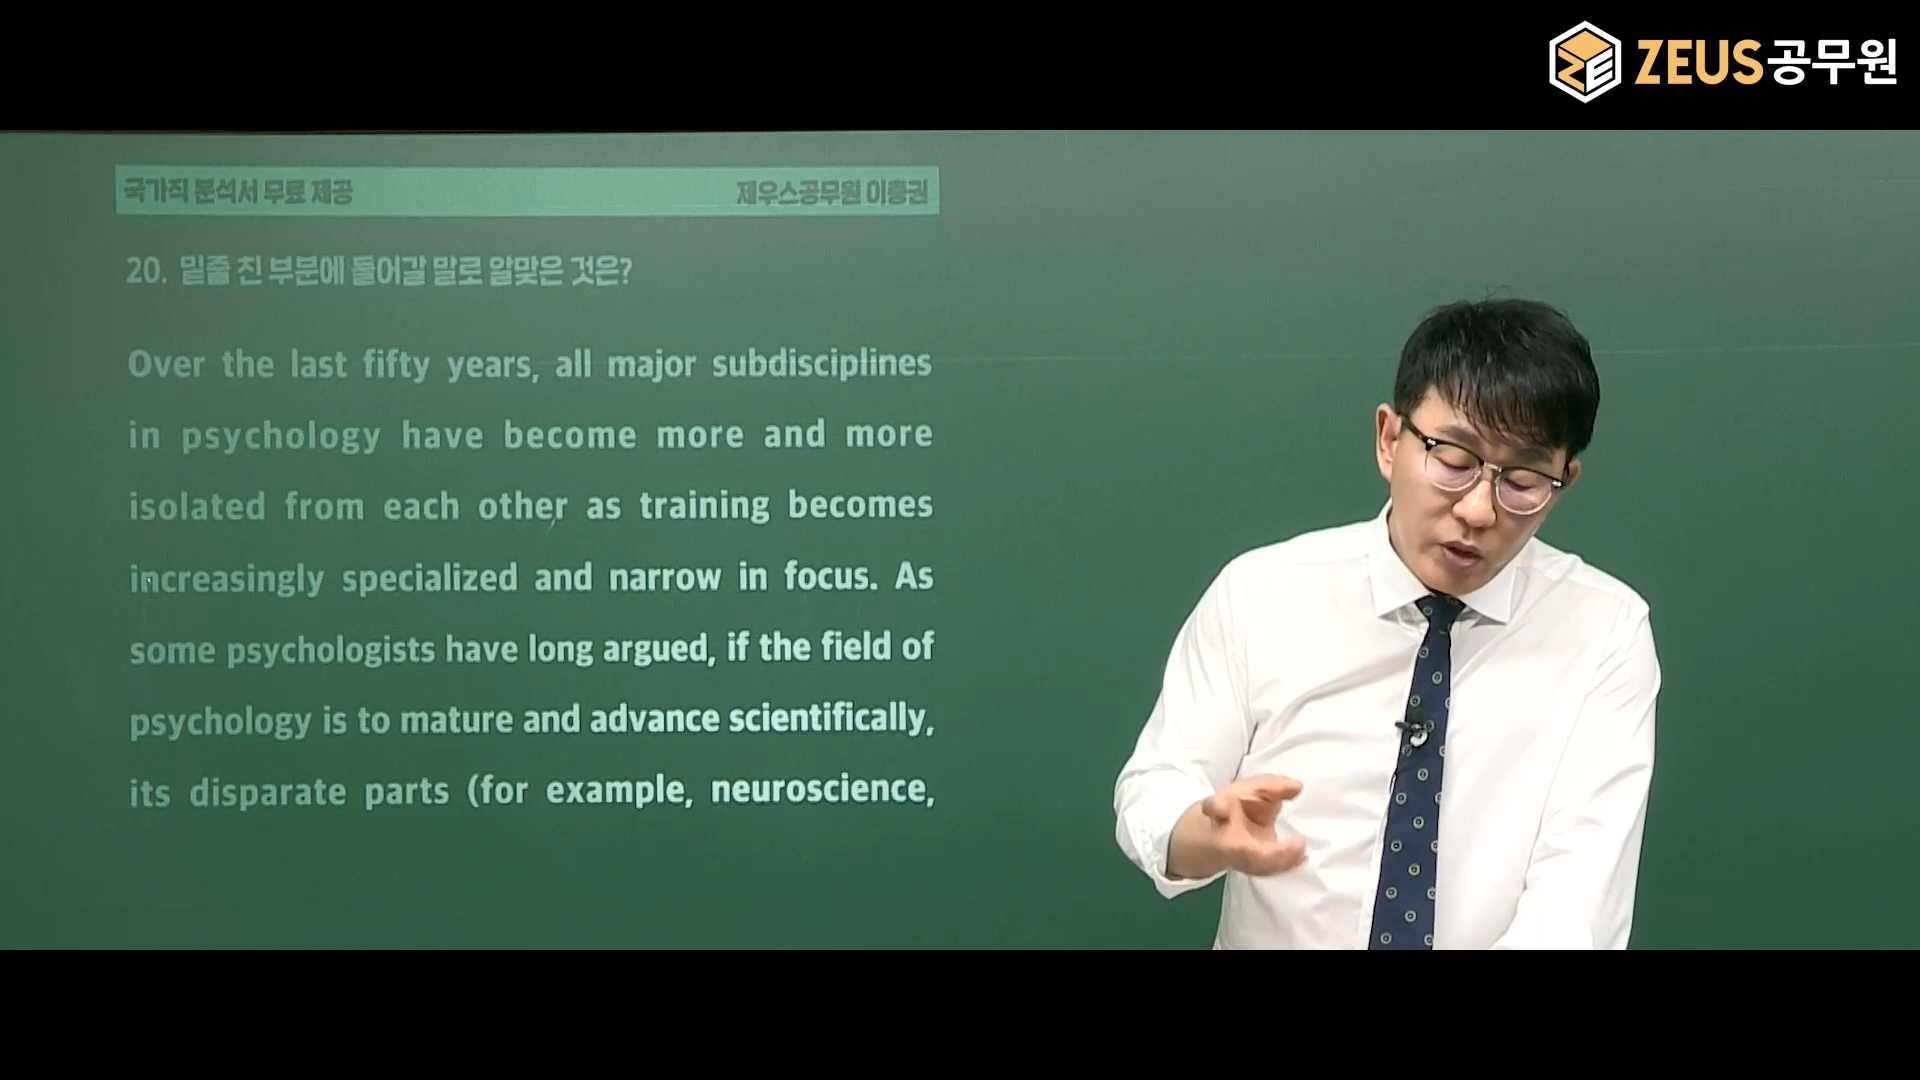 ZEUS공무원
국가직 분석서 무료 제공
제우스공무원 이충권
20. 밑줄 친 부분에 들어갈 말로 알맞은 것은?
Over the last fifty years, all major subdisciplines
in psychology have become more and more
isolated from each other as training becomes
increasingly specialized and narrow in focus. As
some psychologists have long argued, if the field of
psychology is to mature and advance scientifically,
its disparate parts (for example, neuroscience,